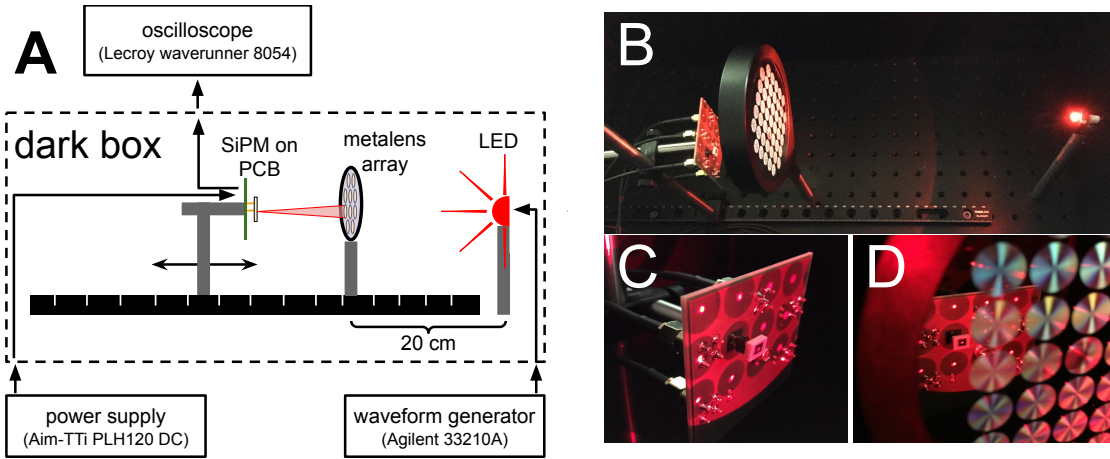 A
oscilloscope
(Lecroy waverunner 8054)
dark box
SiPM on
PCB
metalens
array
LED
20 cm
power supply
(Aim-TTi PLH120 DC)
waveform generator
(Agilent 33210A)
B
C
D